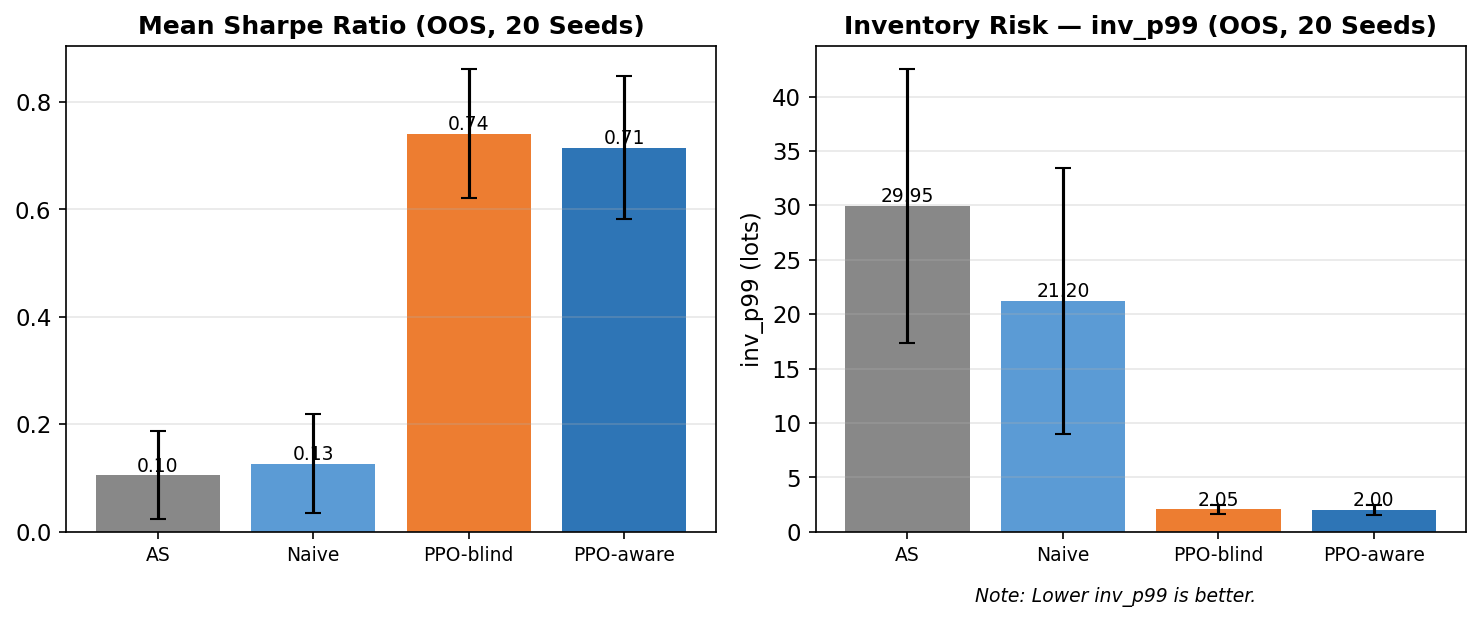 Mean Sharpe Ratio (OOS, 20 Seeds)
0.8
0.6
0.4
0.2
0.0
0.10
0.13
0.74
0.71
AS
Naive
PPO-blind
PPO-aware
Inventory Risk — inv_p99 (OOS, 20 Seeds)
inv_p99 (lots)
40
35
30
25
20
15
10
5
0
29.95
21.20
2.05
2.00
AS
Naive
PPO-blind
PPO-aware
Note: Lower inv_p99 is better.